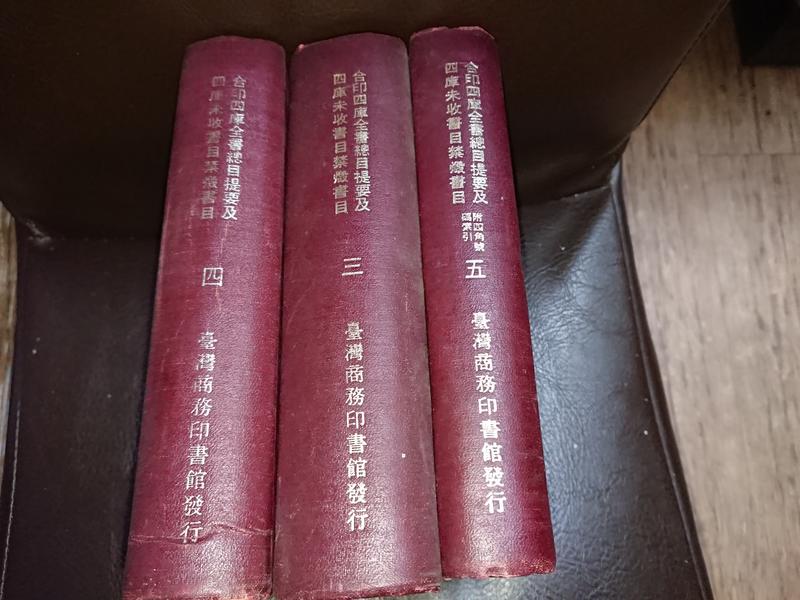 合印四庫全書總目提要及
四庫未收書目禁燬書目
四
臺灣商務印書館發行
合印四庫全書總目提要及
四庫未收書目禁燬書目
三
臺灣商務印書館發行
合印四庫全書總目提要及
四庫未收書目禁燬書目
附四角號
碼索引
五
臺灣商務印書館發行